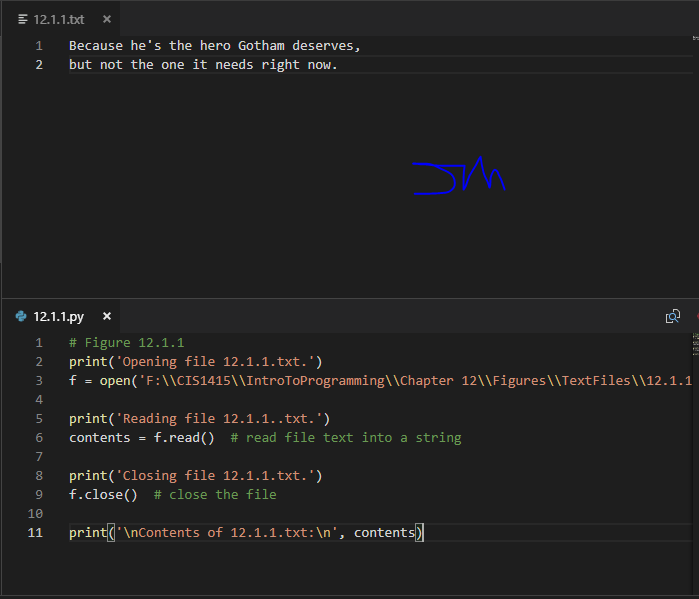 12.1.1.txt ×
1 Because he's the hero Gotham deserves,
2 but not the one it needs right now.
12.1.1.py ×
1 # Figure 12.1.1
2 print('Opening file 12.1.1.txt.')
3 f = open('F:\\CIS1415\\IntroToProgramming\\Chapter 12\\Figures\\TextFiles\\12.1.1
4
5 print('Reading file 12.1.1..txt.')
6 contents = f.read()  # read file text into a string
7
8 print('Closing file 12.1.1.txt.')
9 f.close()  # close the file
10
11 print('\nContents of 12.1.1.txt:\n', contents)